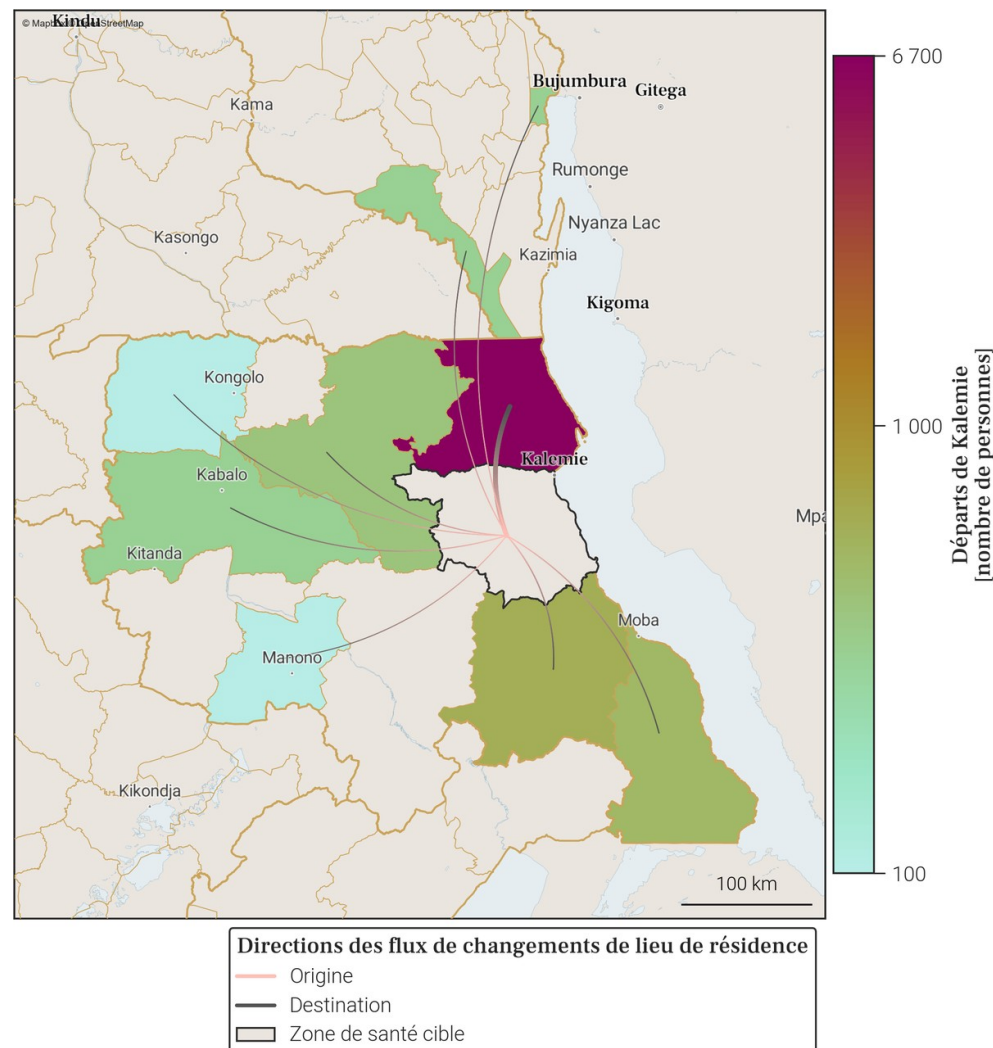 Kindu
© Mapbox © OpenStreetMap
Kama
Bujumbura
Gitega
Rumonge
Nyanza Lac
Kasongo
Kazimia
Kigoma
Kongolo
Kalemie
Kabalo
Mpa
Kitanda
Moba
Manono
Kikondja
100 km
6 700
1 000
100
Départs de Kalemie
[nombre de personnes]
Directions des flux de changements de lieu de résidence
Origine
Destination
Zone de santé cible